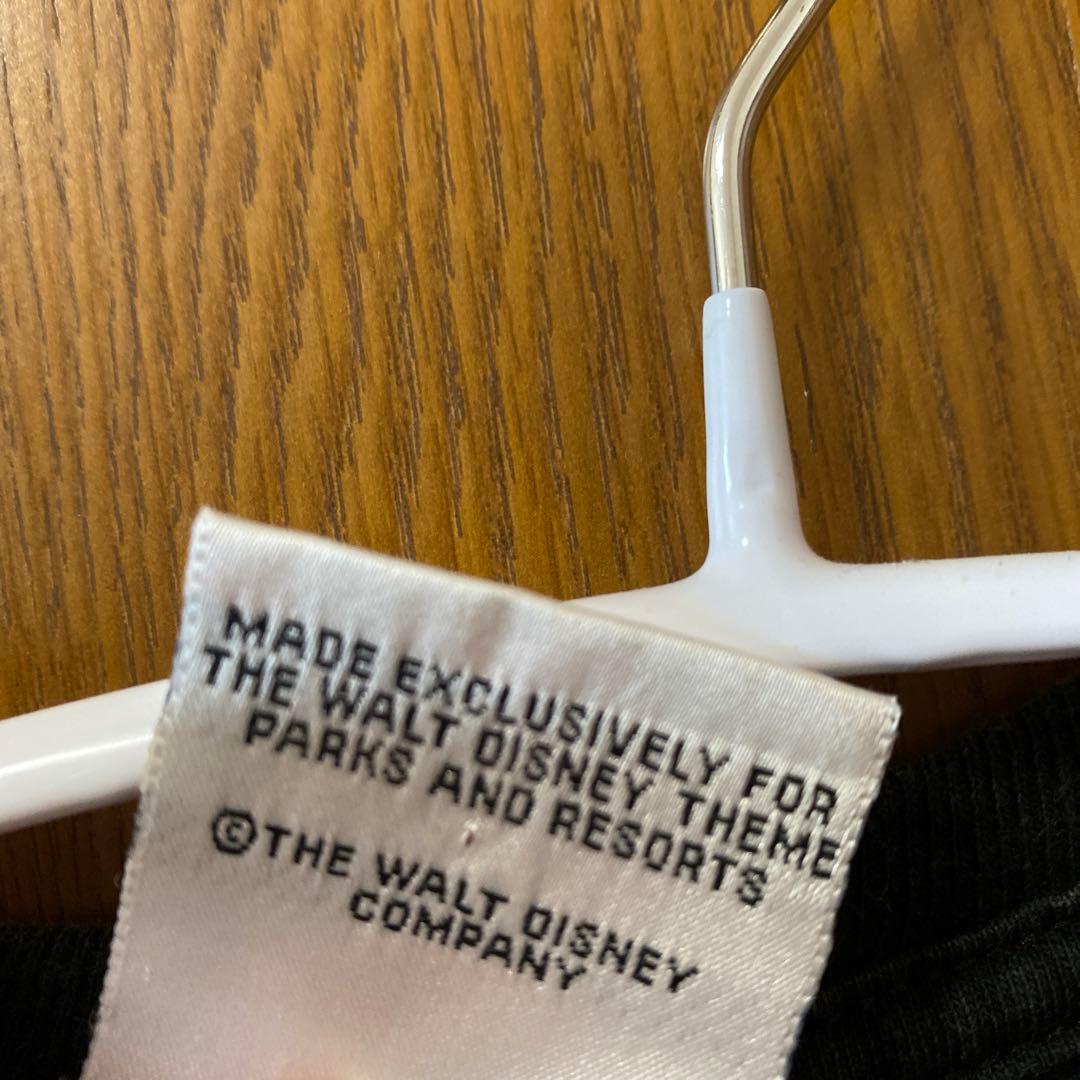 MADE EXCLUSIVELY FOR
THE WALT DISNEY THEME
PARKS AND RESORTS
©THE WALT DISNEY
COMPANY